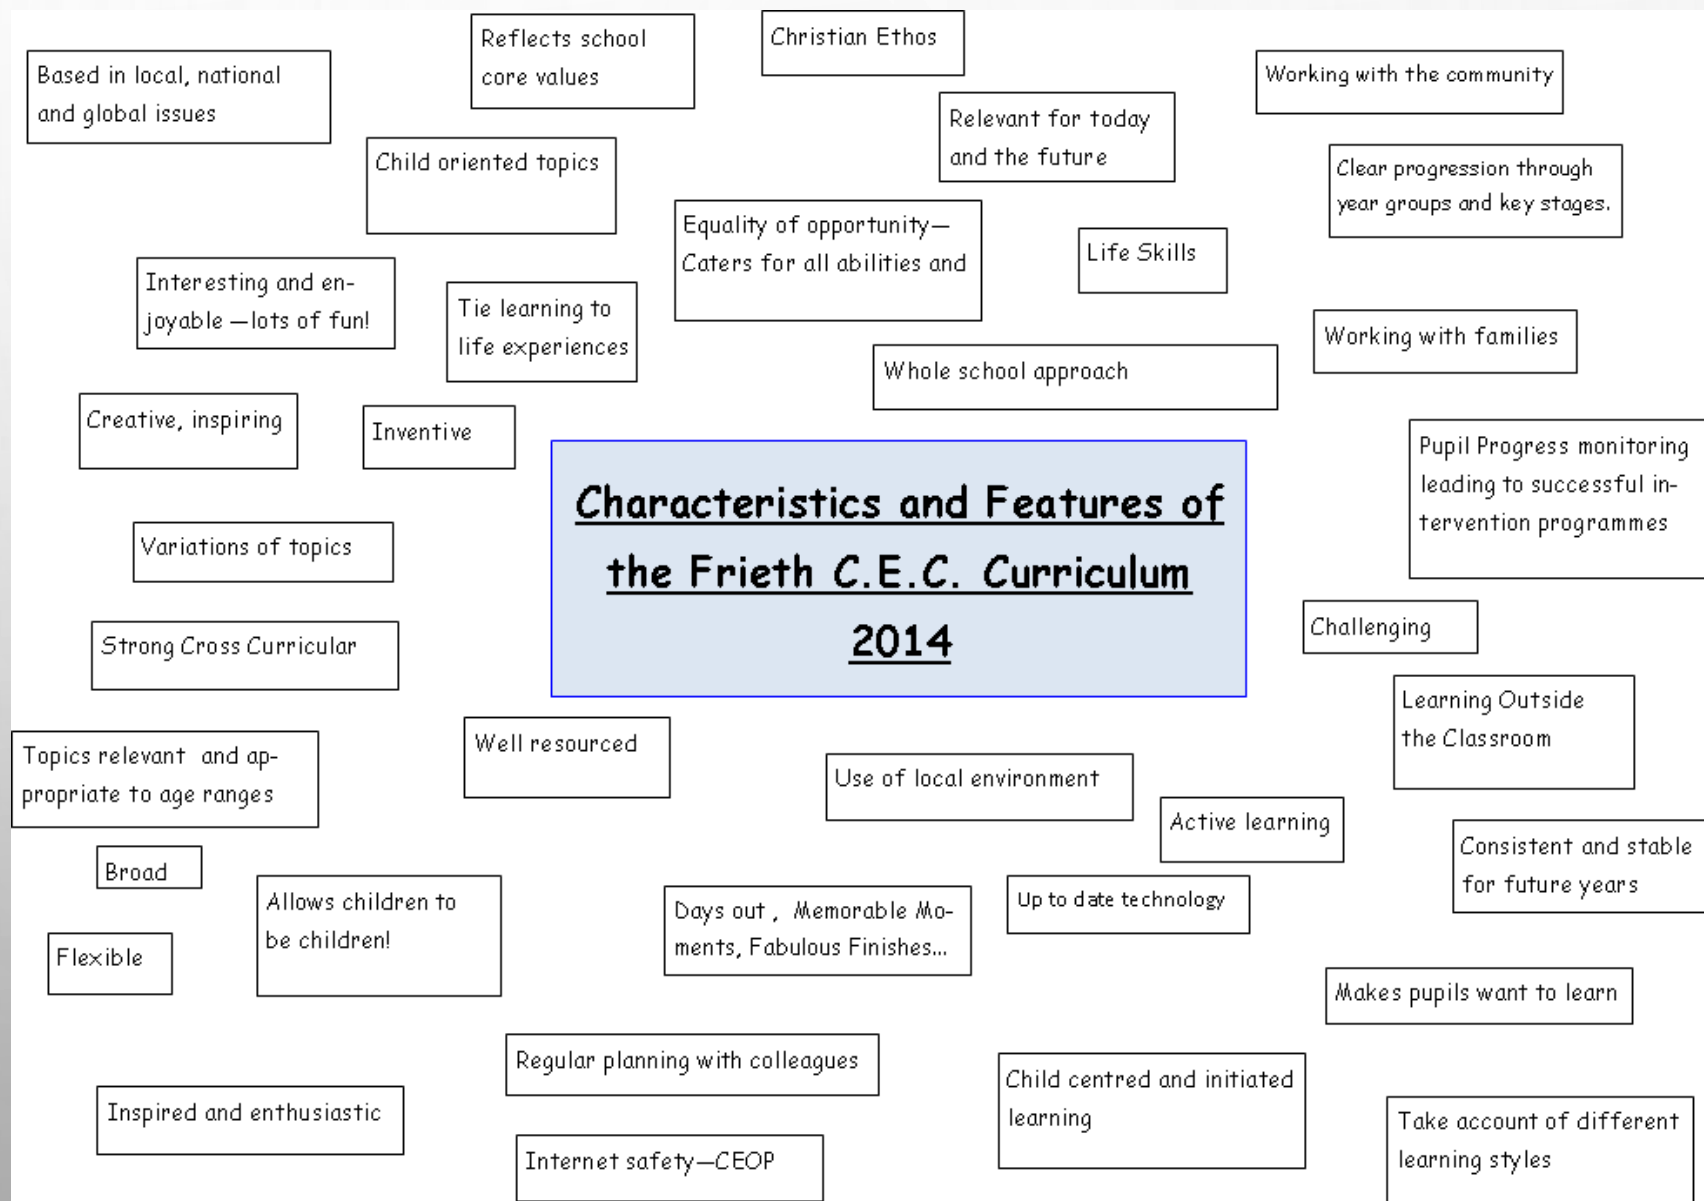 Reflects school
core values
Christian Ethos
Based in local, national
and global issues
Working with the community
Relevant for today
and the future
Child oriented topics
Clear progression through
year groups and key stages.
Equality of opportunity—
Caters for all abilities and
Life Skills
Interesting and en-
joyable —lots of fun!
Tie learning to
life experiences
Working with families
Whole school approach
Creative, inspiring
Inventive
Pupil Progress monitoring
leading to successful in-
tervention programmes
Characteristics and Features of
the Frieth C.E.C. Curriculum
2014
Variations of topics
Challenging
Strong Cross Curricular
Learning Outside
the Classroom
Well resourced
Topics relevant and ap-
propriate to age ranges
Use of local environment
Active learning
Consistent and stable
for future years
Broad
Allows children to
be children!
Days out , Memorable Mo-
ments, Fabulous Finishes...
Up to date technology
Flexible
Makes pupils want to learn
Regular planning with colleagues
Child centred and initiated
learning
Inspired and enthusiastic
Take account of different
learning styles
Internet safety—CEOP